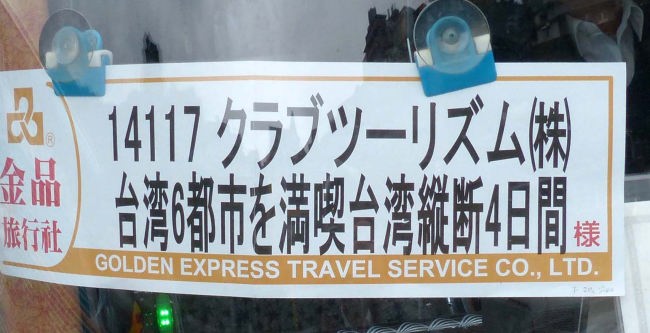 14117 クラブツーリズム(株)
台湾6都市を満喫台湾縦断4日間 様
金品
旅行社
®
GOLDEN EXPRESS TRAVEL SERVICE CO., LTD.